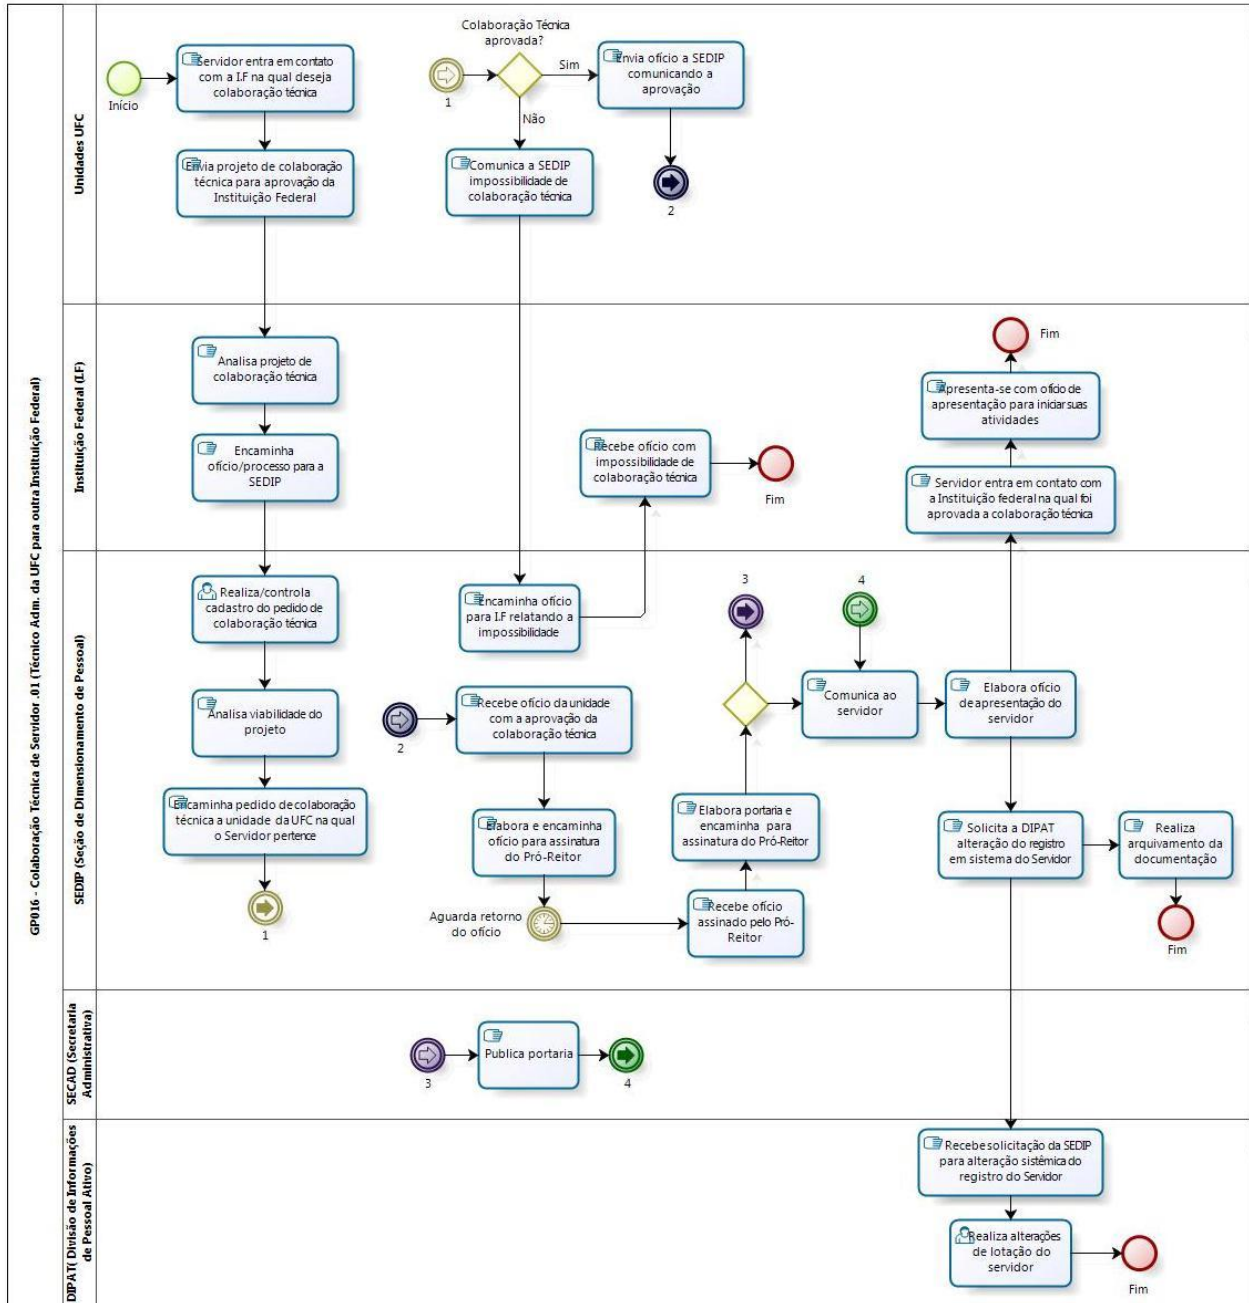 GP016 - Colaboração Técnica de Servidor .01 (Técnico Adm. da UFC para outra Instituição Federal)
Unidades UFC
Início
Servidor entra em contato
com a I.F na qual deseja
colaboração técnica
Envia projeto de colaboração
técnica para aprovação da
Instituição Federal
1
Colaboração Técnica
aprovada?
Sim
Não
Envia ofício a SEDIP
comunicando a
aprovação
2
Comunica a SEDIP
impossibilidade de
colaboração técnica
Instituição Federal (I.F)
Analisa projeto de
colaboração técnica
Encaminha
ofício/processo para a
SEDIP
Recebe ofício com
impossibilidade de
colaboração técnica
Fim
Fim
Apresenta-se com ofício de
apresentação para iniciar suas
atividades
Servidor entra em contato com
a Instituição federal na qual foi
aprovada a colaboração técnica
SEDIP (Seção de Dimensionamento de Pessoal)
Realiza/controla
cadastro do pedido de
colaboração técnica
Analisa viabilidade do
projeto
Encaminha pedido de colaboração
técnica a unidade da UFC na qual
o Servidor pertence
1
Encaminha ofício
para I.F relatando a
impossibilidade
2
Recebe ofício da unidade
com a aprovação da
colaboração técnica
Elabora e encaminha
ofício para assinatura
do Pró-Reitor
Aguarda retorno
do ofício
Recebe ofício
assinado pelo Pró-
Reitor
Elabora portaria e
encaminha para
assinatura do Pró-Reitor
3
4
Comunica ao
servidor
Elabora ofício
de apresentação do
servidor
Solicita a DIPAT
alteração do registro
em sistema do Servidor
Realiza
arquivamento da
documentação
Fim
SECAD (Secretaria
Administrativa)
3
Publica portaria
4
DIPAT( Divisão de Informações
de Pessoal Ativo)
Recebe solicitação da SEDIP
para alteração sistêmica do
registro do Servidor
Realiza alterações
de lotação do
servidor
Fim